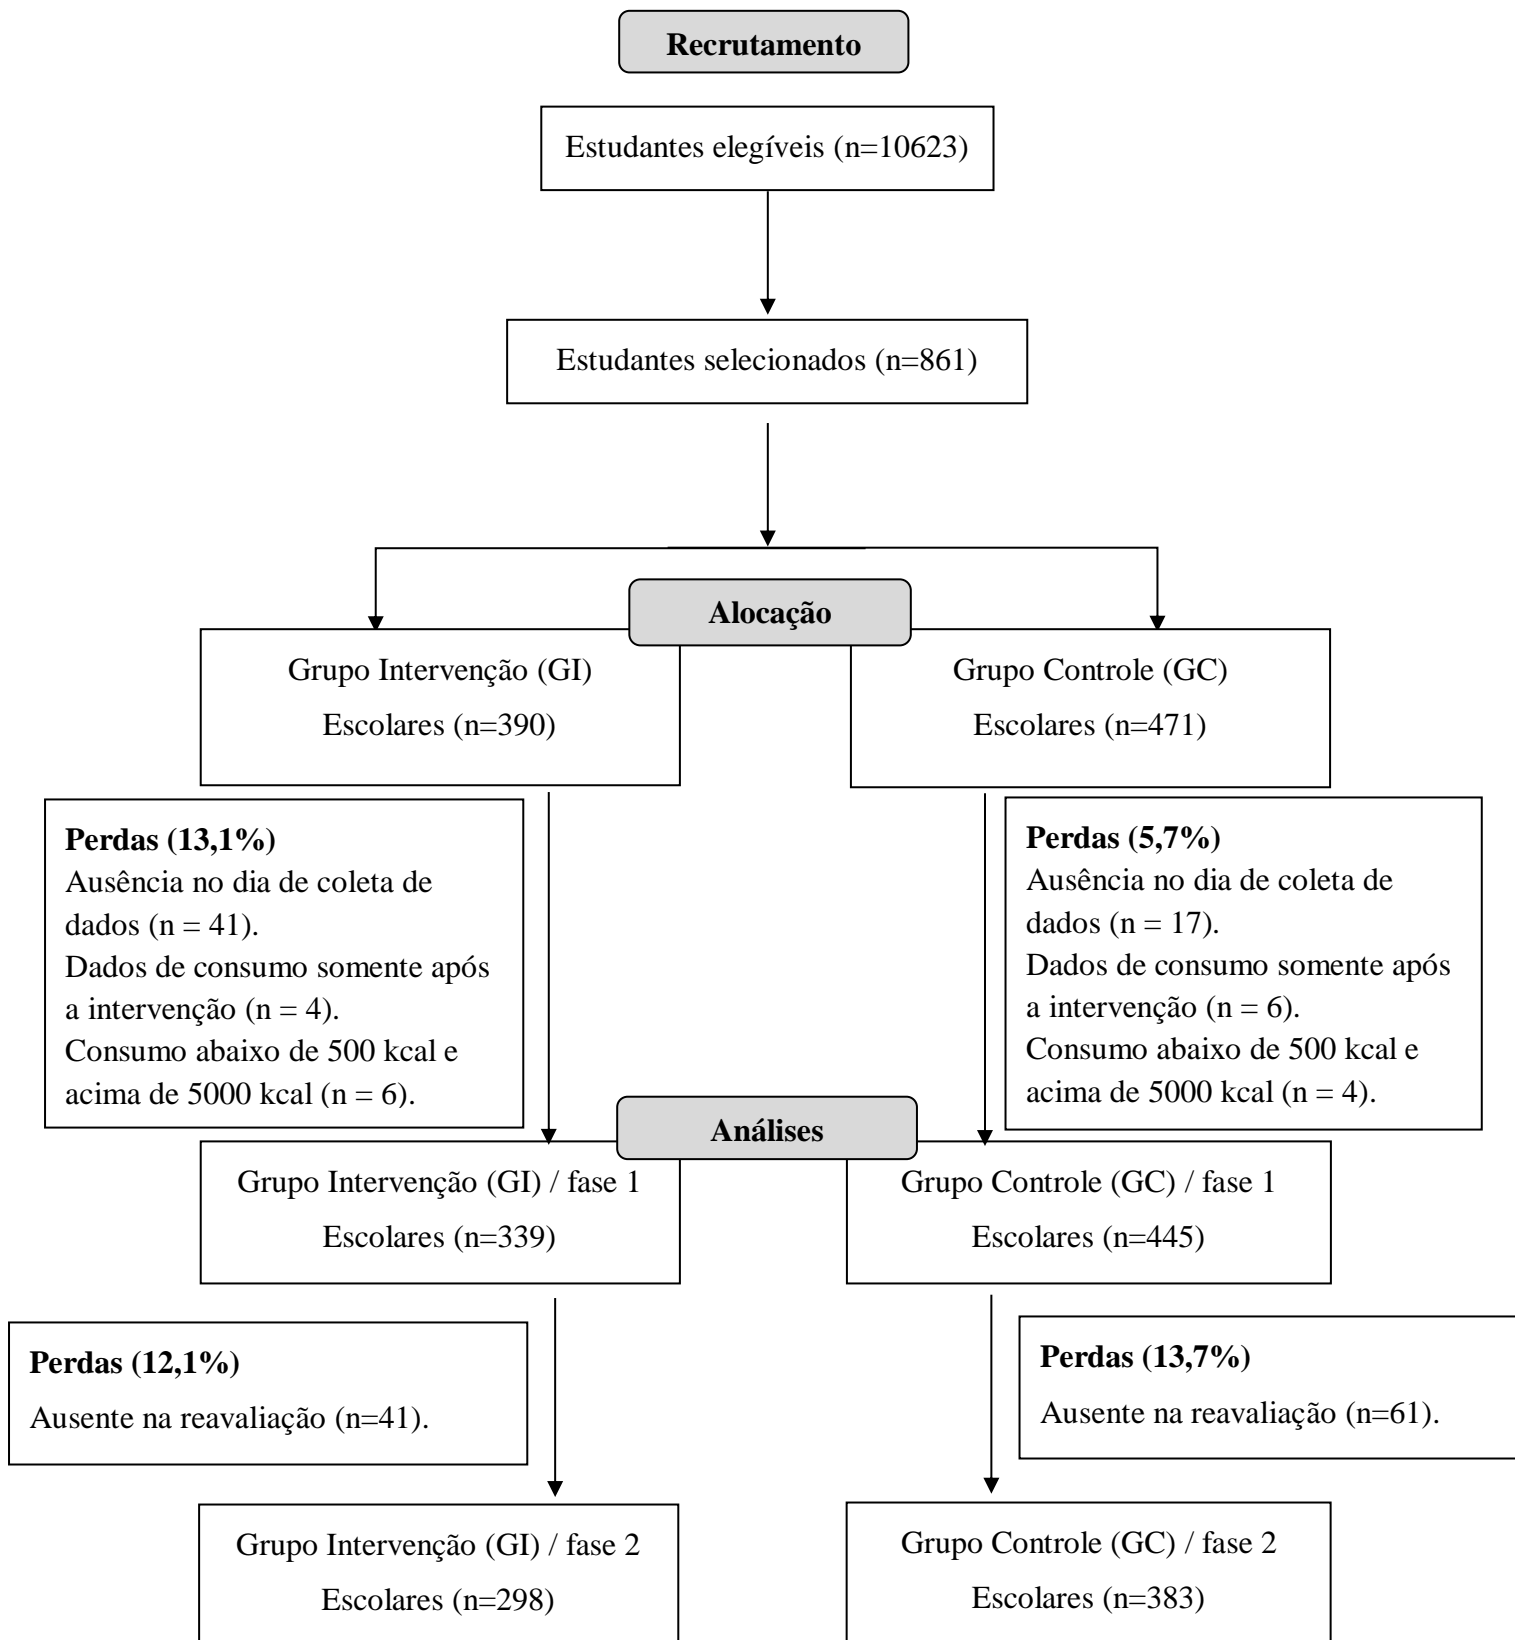 Recrutamento
Estudantes elegíveis (n=10623)
Estudantes selecionados (n=861)
Alocação
Grupo Intervenção (GI)
Escolares (n=390)
Grupo Controle (GC)
Escolares (n=471)
Perdas (13,1%)
Ausência no dia de coleta de
dados (n = 41).
Dados de consumo somente após
a intervenção (n = 4).
Consumo abaixo de 500 kcal e
acima de 5000 kcal (n = 6).
Perdas (5,7%)
Ausência no dia de coleta de
dados (n = 17).
Dados de consumo somente após
a intervenção (n = 6).
Consumo abaixo de 500 kcal e
acima de 5000 kcal (n = 4).
Análises
Grupo Intervenção (GI) / fase 1
Escolares (n=339)
Grupo Controle (GC) / fase 1
Escolares (n=445)
Perdas (12,1%)
Ausente na reavaliação (n=41).
Perdas (13,7%)
Ausente na reavaliação (n=61).
Grupo Intervenção (GI) / fase 2
Escolares (n=298)
Grupo Controle (GC) / fase 2
Escolares (n=383)